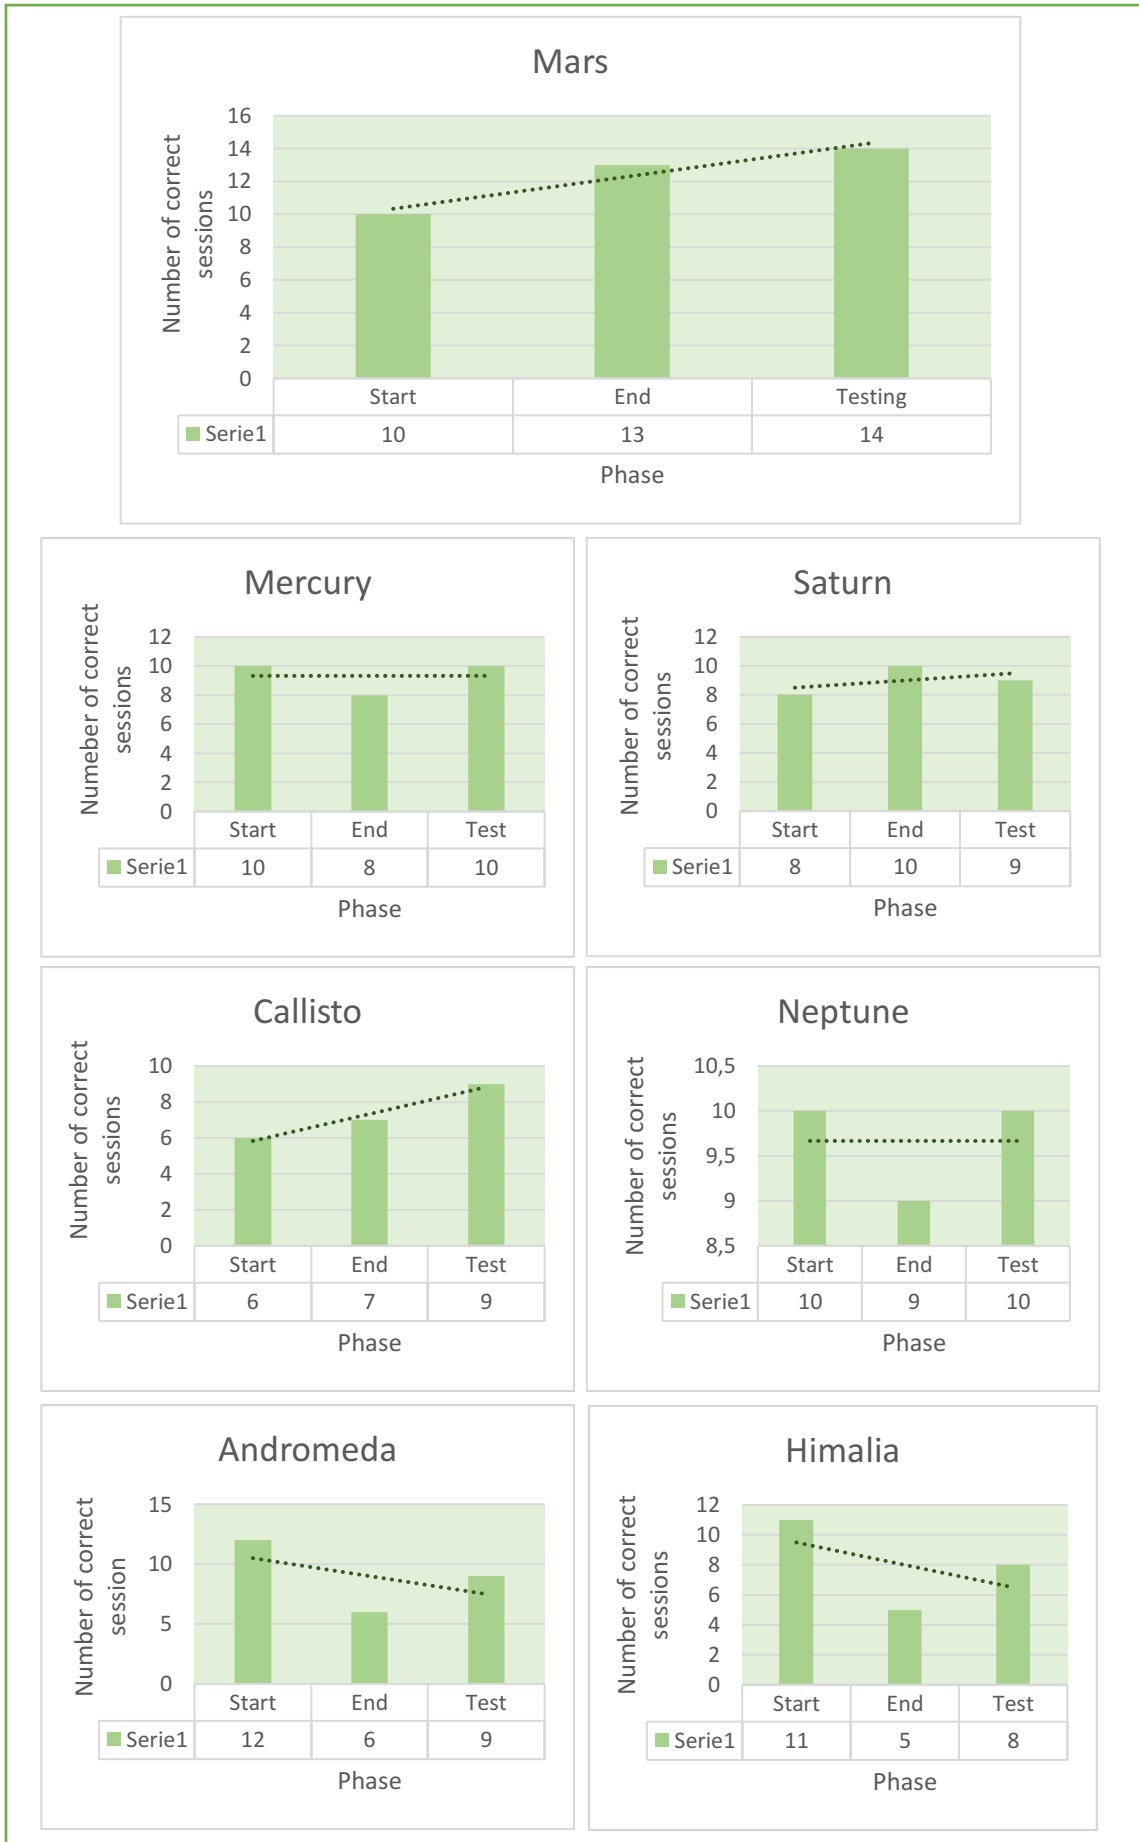 Mars
Number of correct
sessions
16
14
12
10
8
6
4
2
0
Start End Testing
Serie1 10 13 14
Phase
Mercury
Numeber of correct
sessions
12
10
8
6
4
2
0
Start End Test
Serie1 10 8 10
Phase
Saturn
Number of correct
sessions
12
10
8
6
4
2
0
Start End Test
Serie1 8 10 9
Phase
Callisto
Number of correct
sessions
10
8
6
4
2
0
Start End Test
Serie1 6 7 9
Phase
Neptune
Number of correct
sessions
10,5
10
9,5
9
8,5
Start End Test
Serie1 10 9 10
Phase
Andromeda
Number of correct
session
15
10
5
0
Start End Test
Serie1 12 6 9
Phase
Himalia
Number of correct
sessions
12
10
8
6
4
2
0
Start End Test
Serie1 11 5 8
Phase